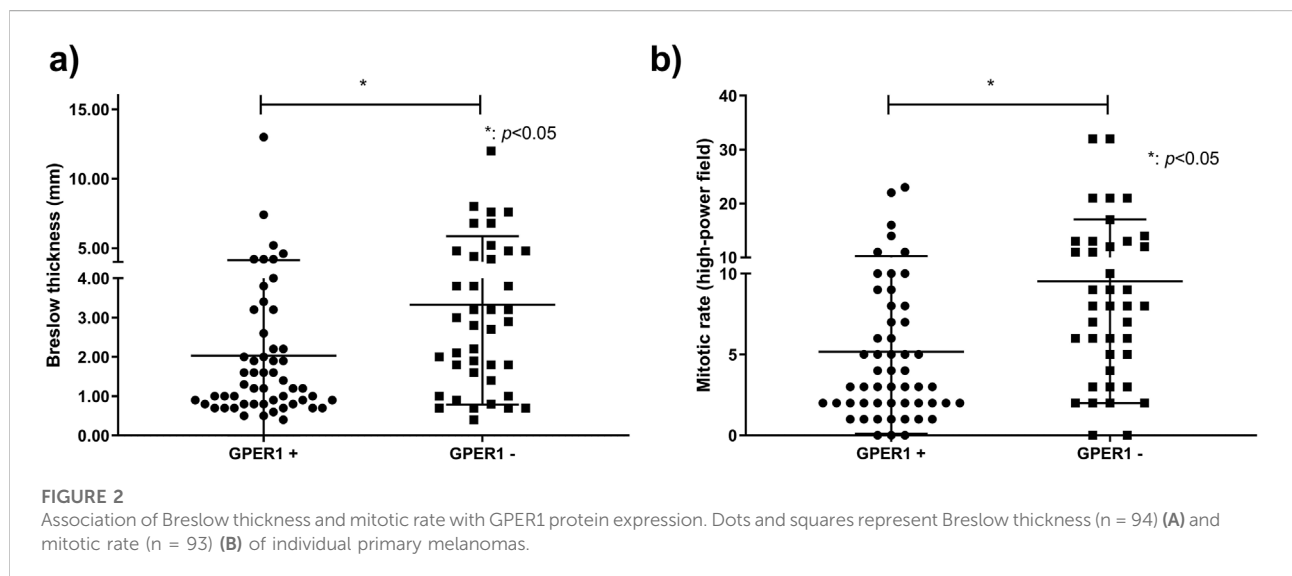 a)
*
*: p<0.05
Breslow thickness (mm)
15.00
10.00
5.00
4.00
3.00
2.00
1.00
0.00
GPER1 +
GPER1 -
b)
*
*: p<0.05
Mitotic rate (high-power field)
40
30
20
10
10
5
0
GPER1 +
GPER1 -
FIGURE 2
Association of Breslow thickness and mitotic rate with GPER1 protein expression. Dots and squares represent Breslow thickness (n = 94) (A) and
mitotic rate (n = 93) (B) of individual primary melanomas.